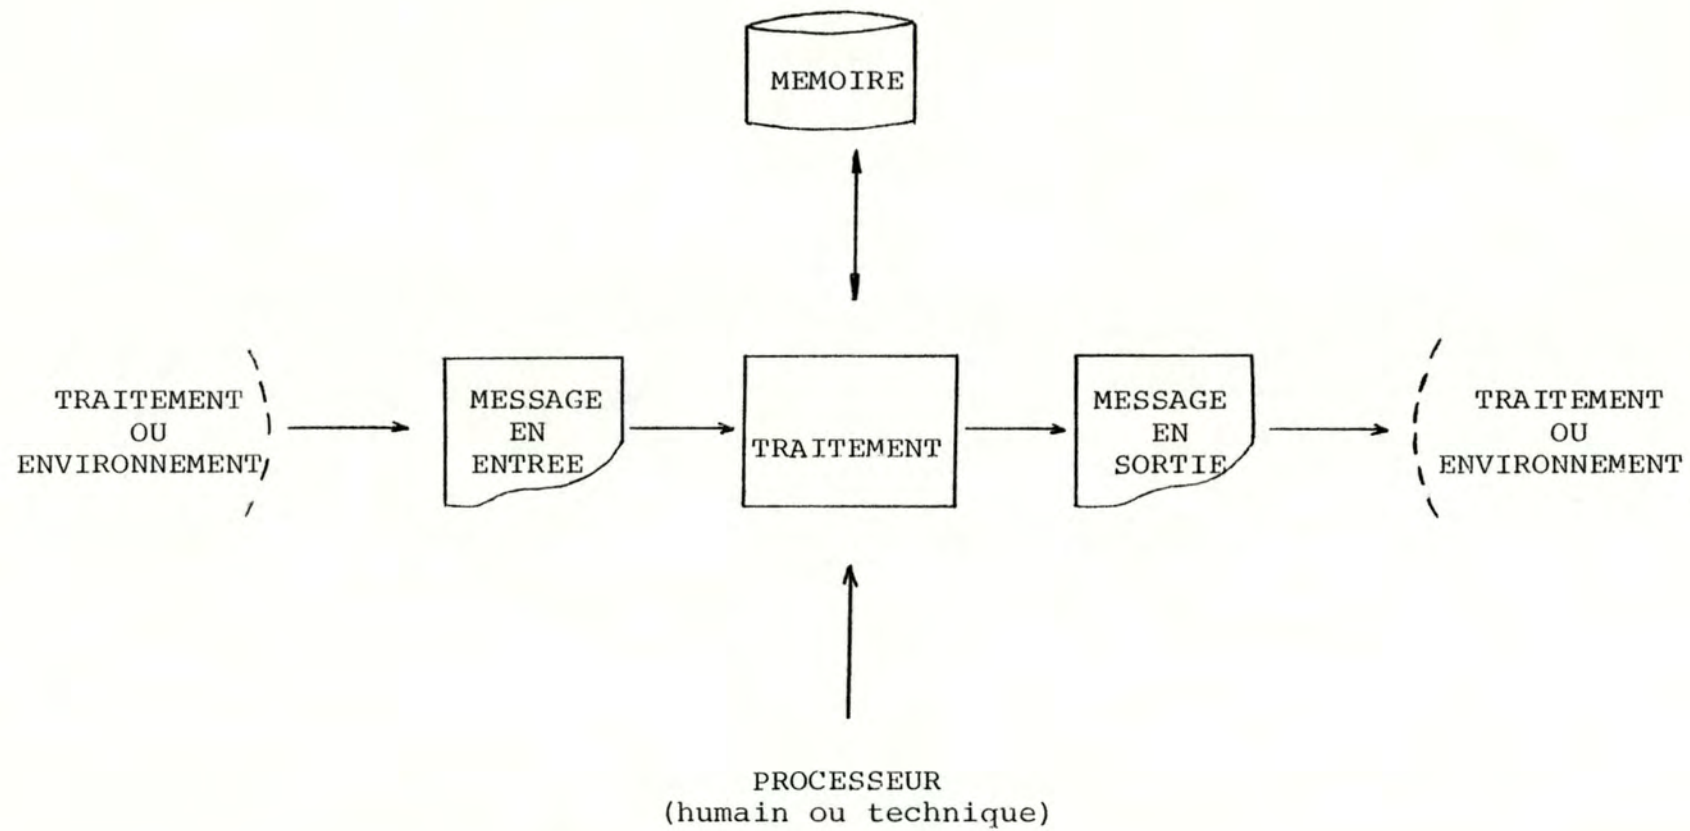 MEMOIRE
TRAITEMENT
OU
ENVIRONNEMENT
MESSAGE
EN
ENTREE
TRAITEMENT
MESSAGE
EN
SORTIE
TRAITEMENT
OU
ENVIRONNEMENT
PROCESSEUR
(humain ou technique)